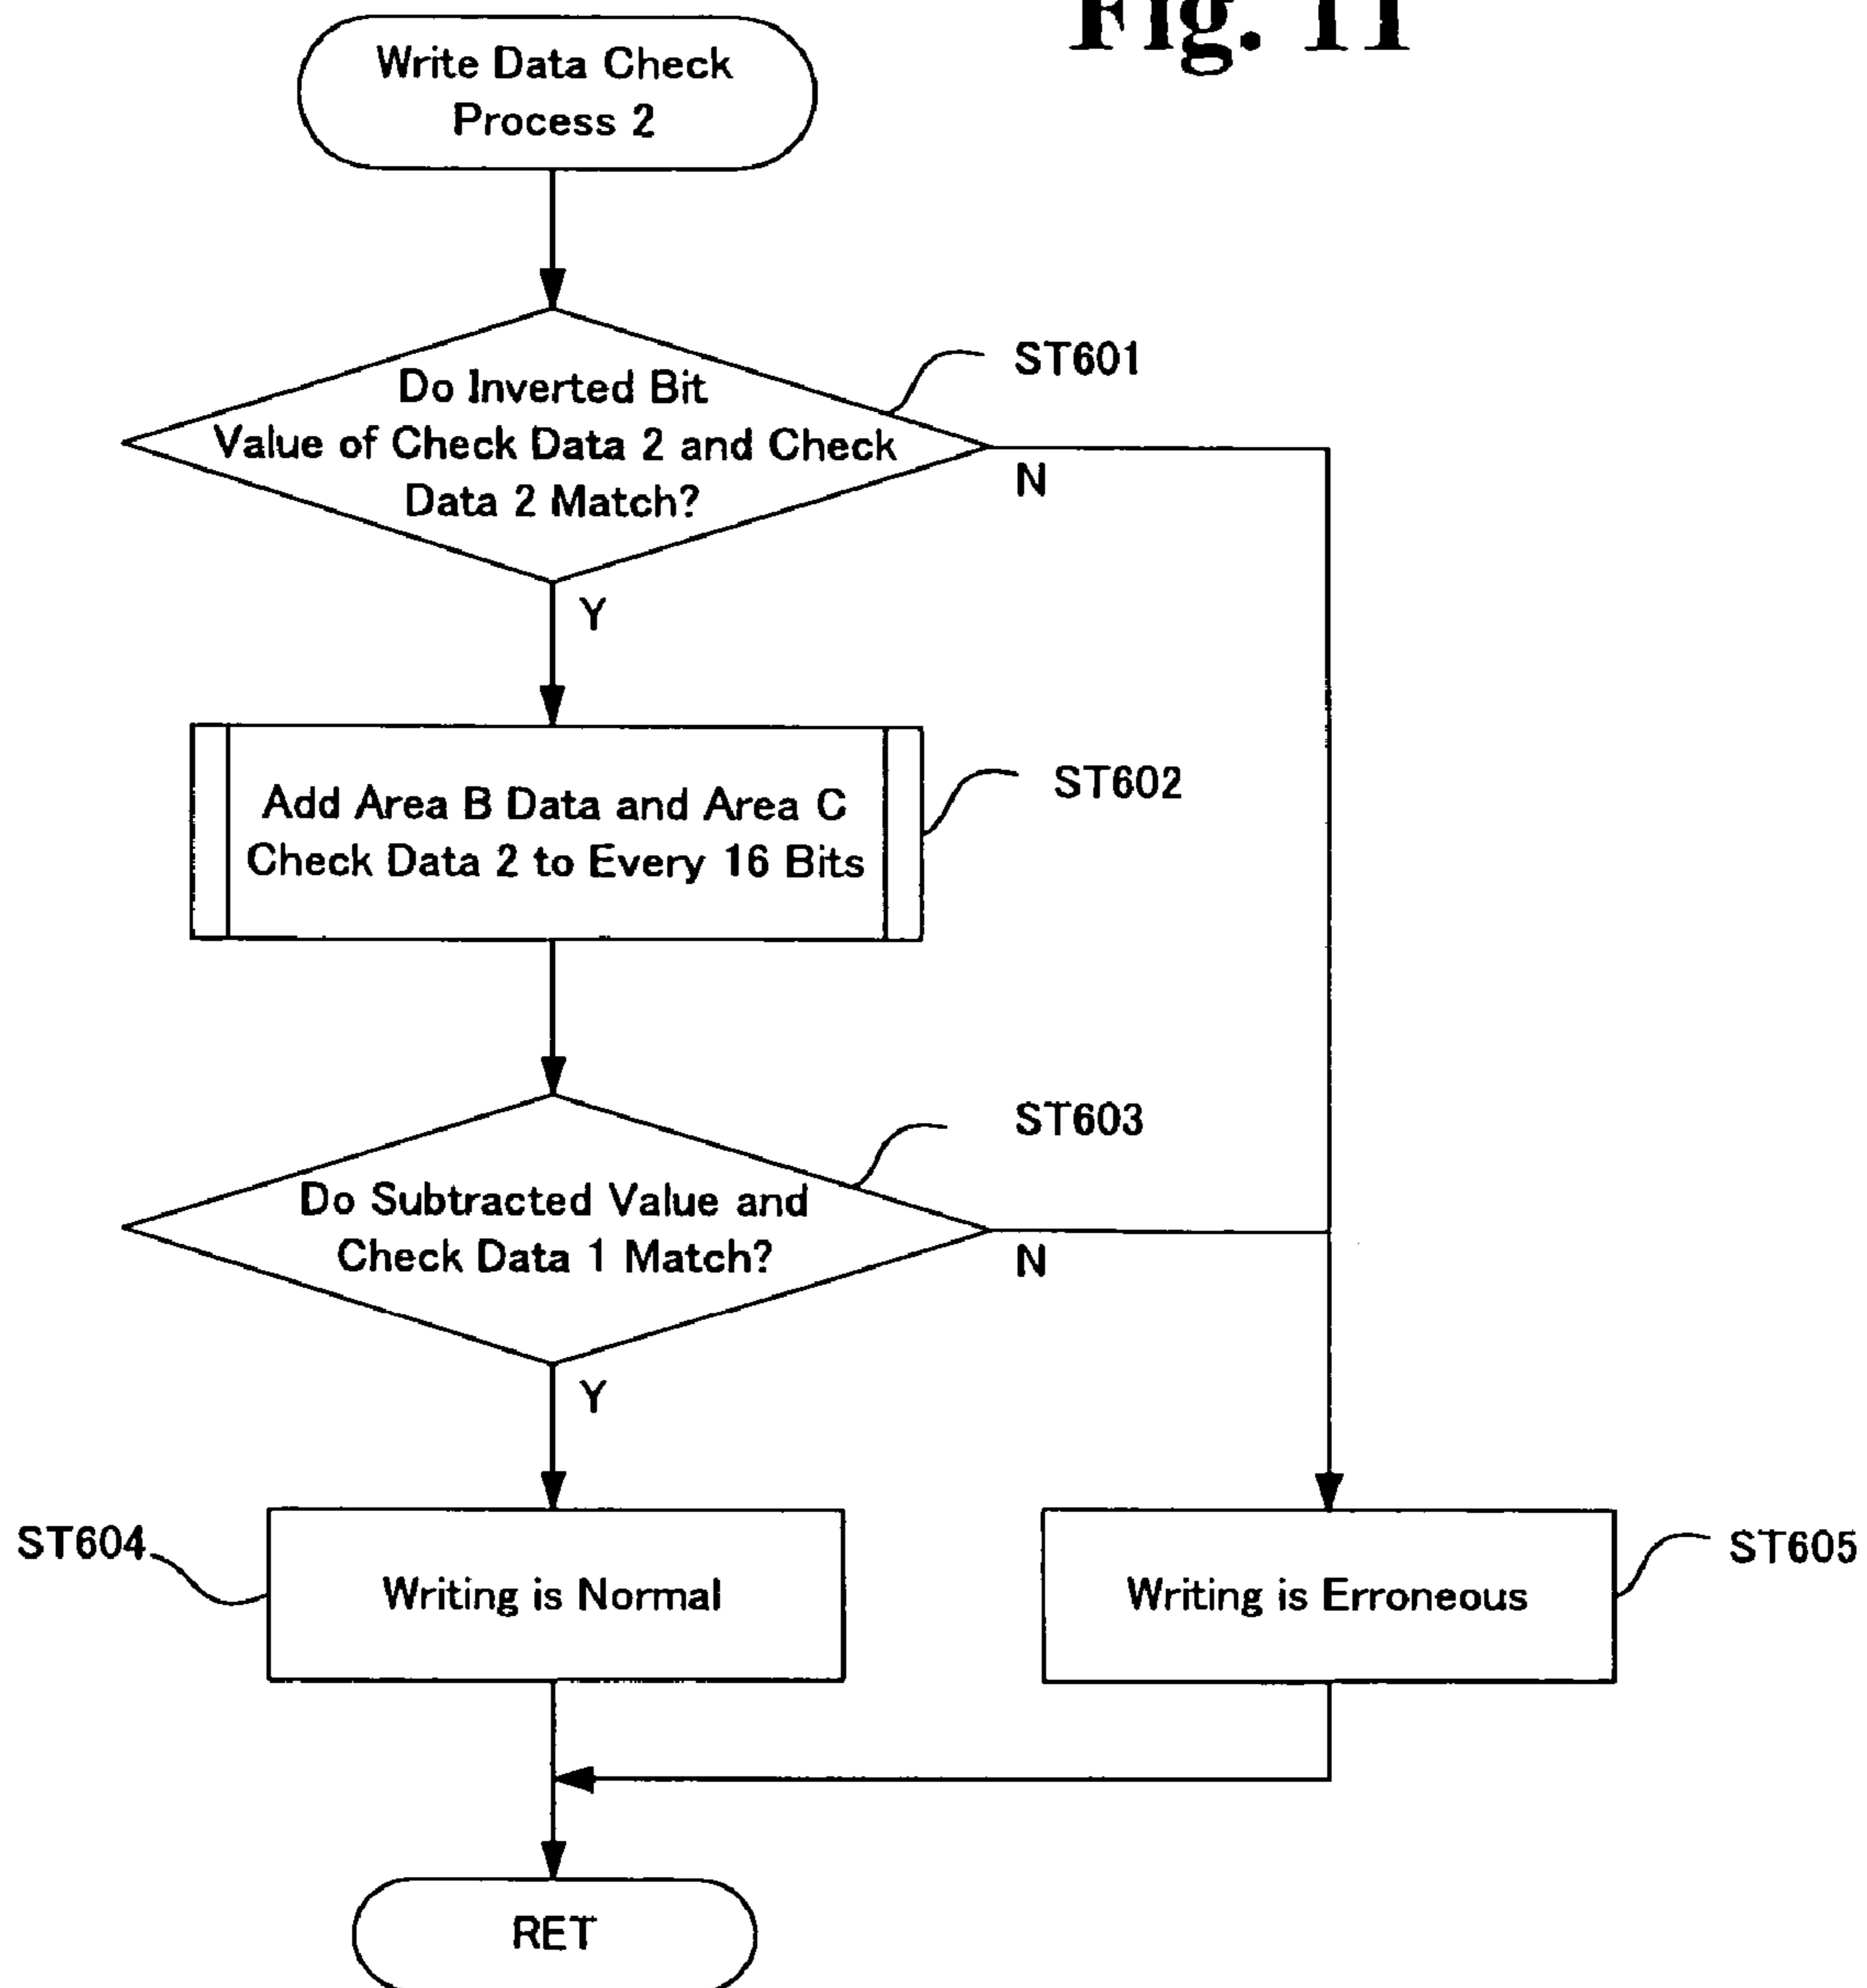 Fig. 11
Write Data Check
Process 2
ST601
Do Inverted Bit
Value of Check Data 2 and Check
Data 2 Match?
N
Y
ST602
Add Area B Data and Area C
Check Data 2 to Every 16 Bits
ST603
Do Subtracted Value and
Check Data 1 Match?
N
Y
ST604
Writing is Normal
Writing is Erroneous
ST605
RET